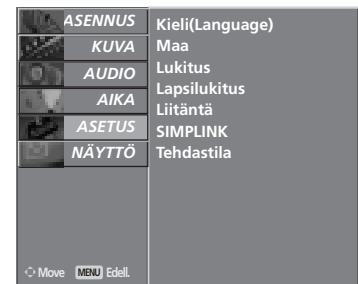 ASENNUS
KUVA
AUDIO
AIKA
ASETUS
NÄYTTÖ
Kieli(Language)
Maa
Lukitus
Lapsilukitus
Liitäntä
SIMPLINK
Tehdastila
Move MENU Edell.